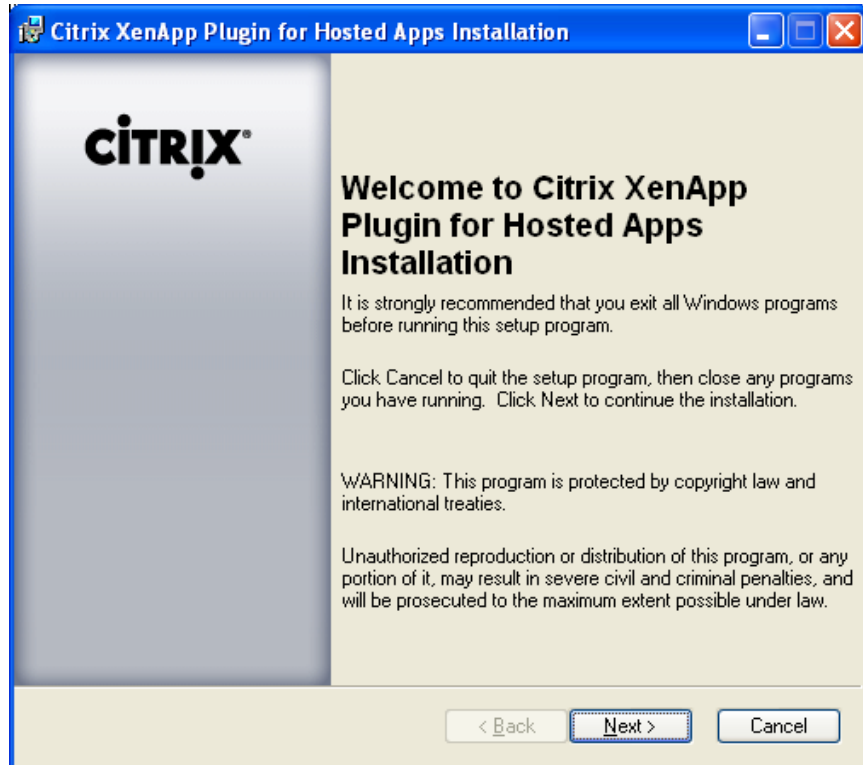 Citrix XenApp Plugin for Hosted Apps Installation
CİTRỊX®
Welcome to Citrix XenApp
Plugin for Hosted Apps
Installation
It is strongly recommended that you exit all Windows programs
before running this setup program.
Click Cancel to quit the setup program, then close any programs
you have running.  Click Next to continue the installation.
WARNING: This program is protected by copyright law and
international treaties.
Unauthorized reproduction or distribution of this program, or any
portion of it, may result in severe civil and criminal penalties, and
will be prosecuted to the maximum extent possible under law.
< Back
Next >
Cancel